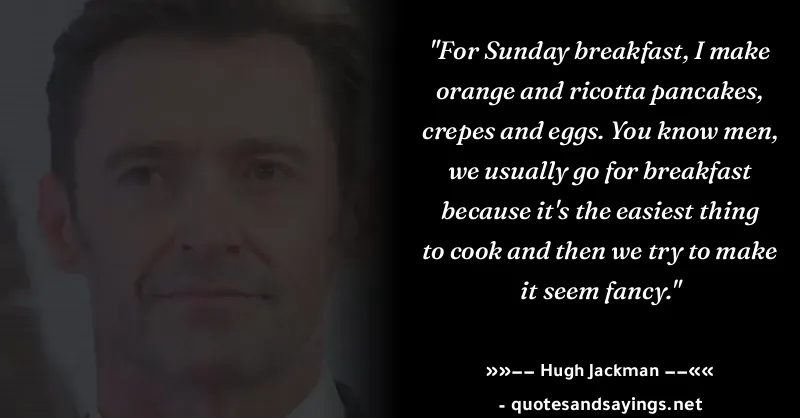 "For Sunday breakfast, I make
orange and ricotta pancakes,
crepes and eggs. You know men,
we usually go for breakfast
because it's the easiest thing
to cook and then we try to make
it seem fancy."
»»–– Hugh Jackman ––««
- quotesandsayings.net